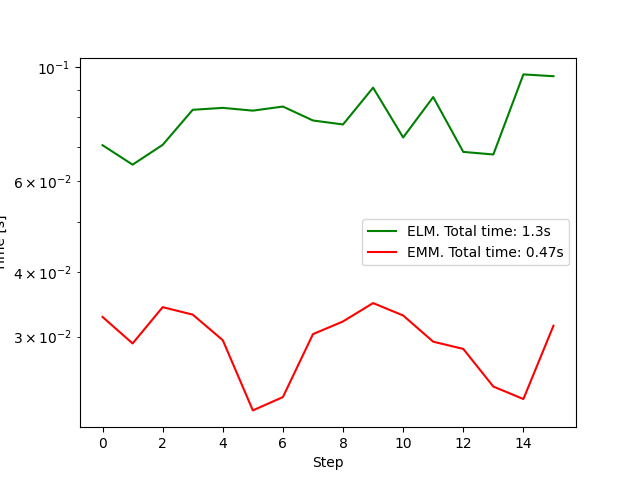 10⁻¹
6 × 10⁻²
4 × 10⁻²
3 × 10⁻²
ELM. Total time: 1.3s
EMM. Total time: 0.47s
0 2 4 6 8 10 12 14
Step